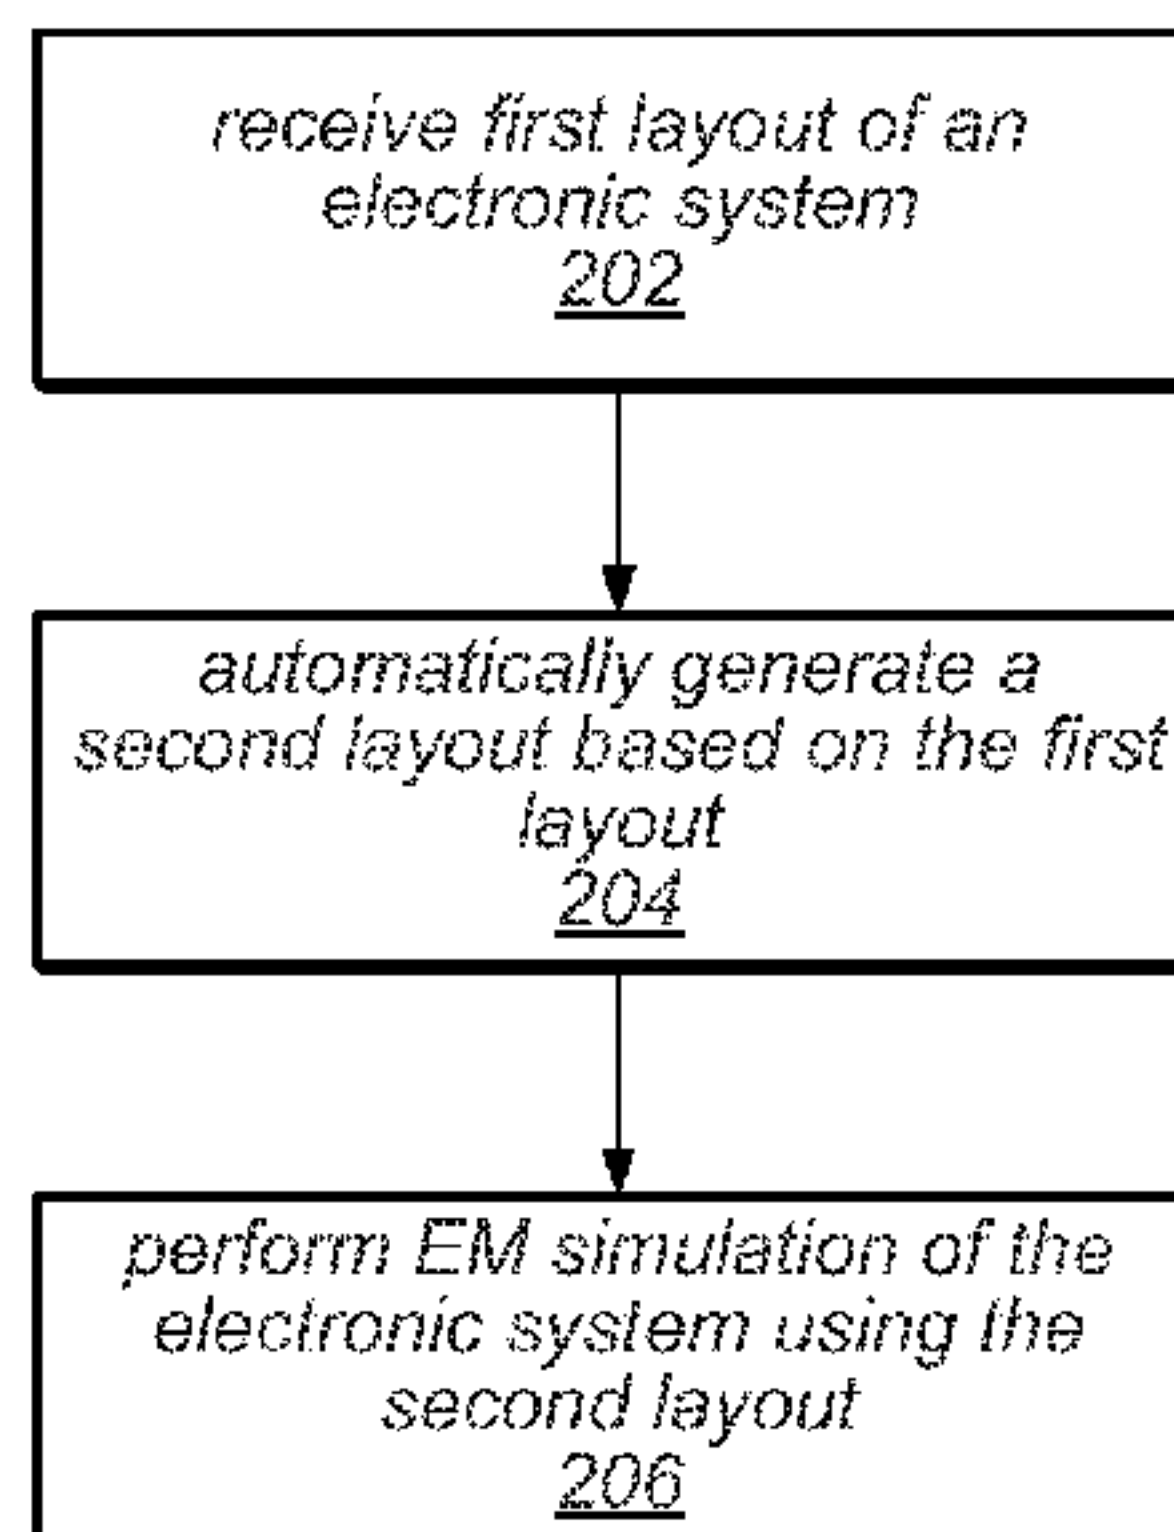 receive first layout of an
electronic system
202
automatically generate a
second layout based on the first
layout
204
perform EM simulation of the
electronic system using the
second layout
206